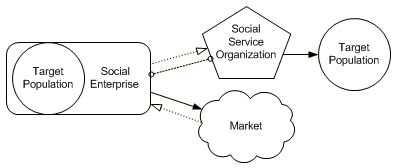 Target
Population
Social
Enterprise
Social
Service
Organization
Target
Population
Market